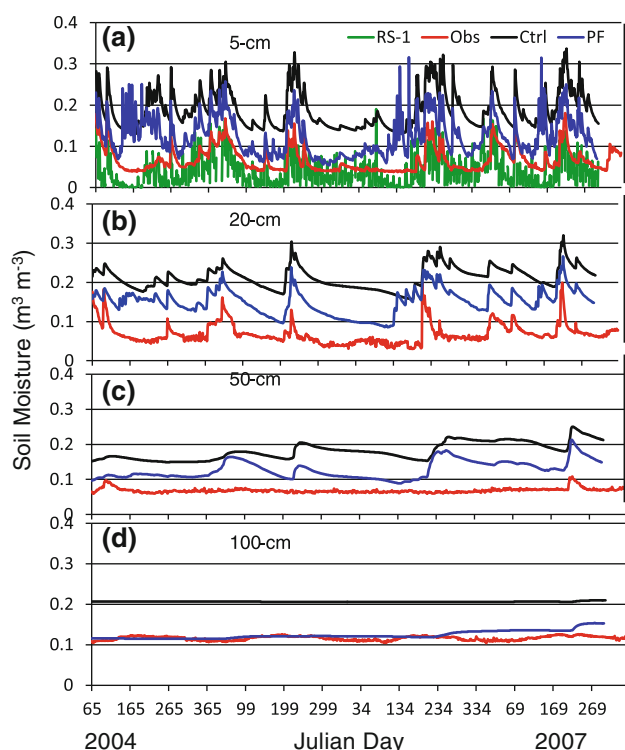 (a) 5-cm RS-1 Obs Ctrl PF
0.4
0.3
0.2
0.1
0
(b) 20-cm
0.4
0.3
0.2
0.1
0
(c) 50-cm
0.4
0.3
0.2
0.1
0
(d) 100-cm
0.4
0.3
0.2
0.1
0
Soil Moisture (m³ m⁻³)
65 165 265 365 99 199 299 34 134 234 334 69 169 269
2004 Julian Day 2007